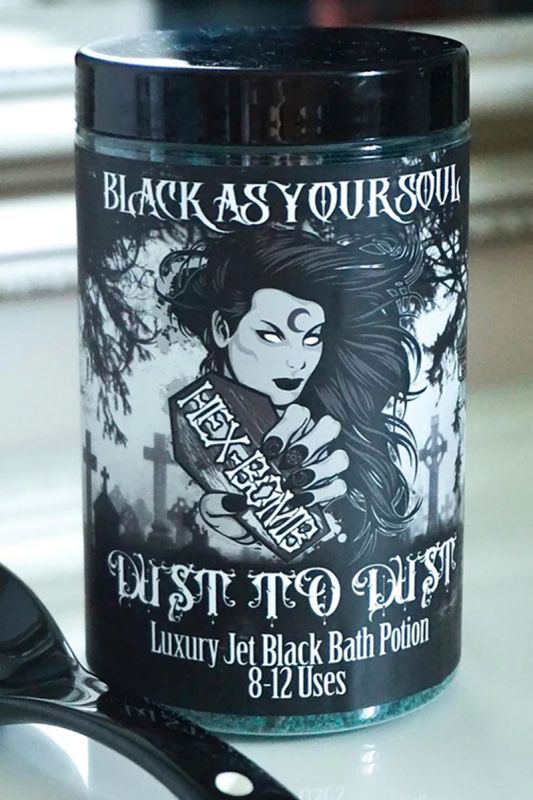 BLACK AS YOUR SOUL
HEX-BOMB
DUST TO DUST
Luxury Jet Black Bath Potion
8-12 Uses